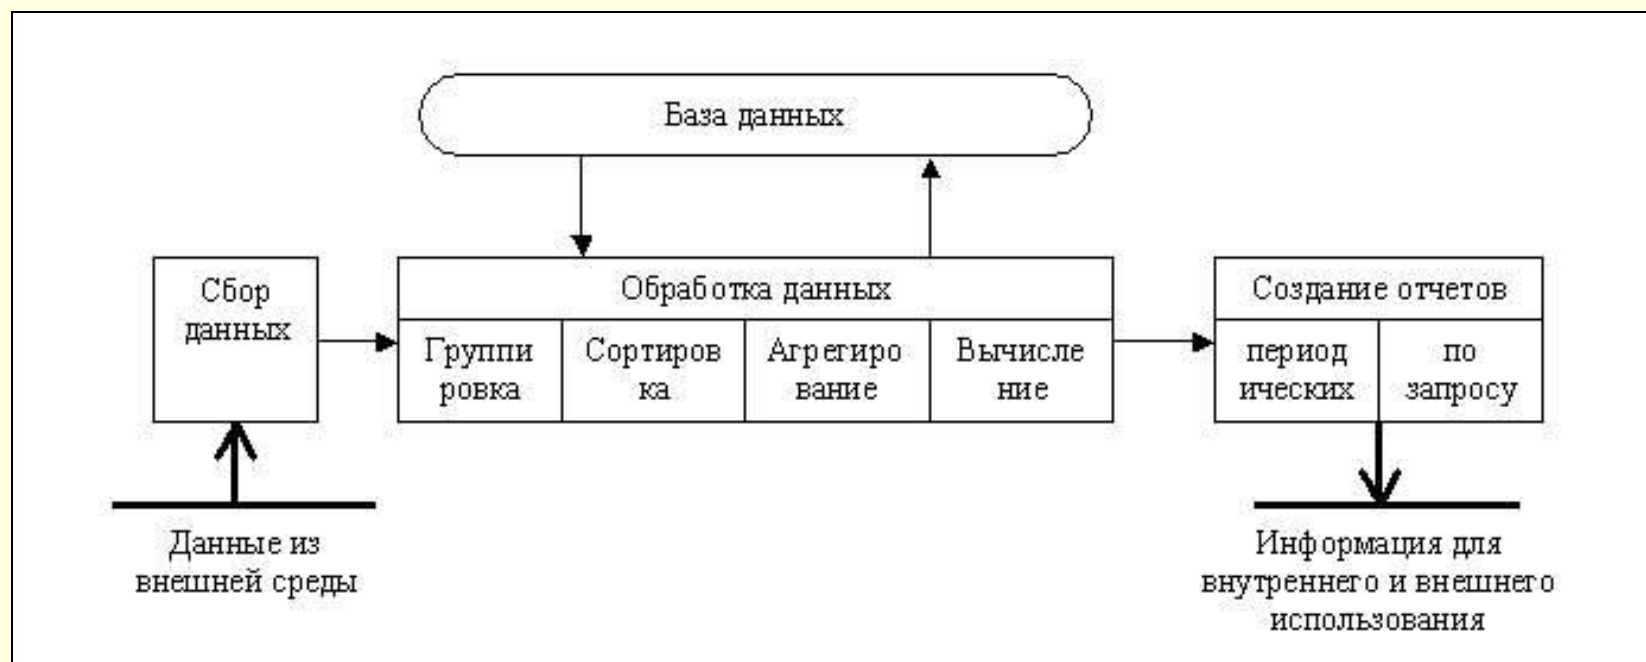 База данных
Сбор
данных
Обработка данных
Группи
ровка
Сортиров
ка
Агрегиро
вание
Вычисле
ние
Создание отчетов
период
ических
по
запросу
Данные из
внешней среды
Информация для
внутреннего и внешнего
использования